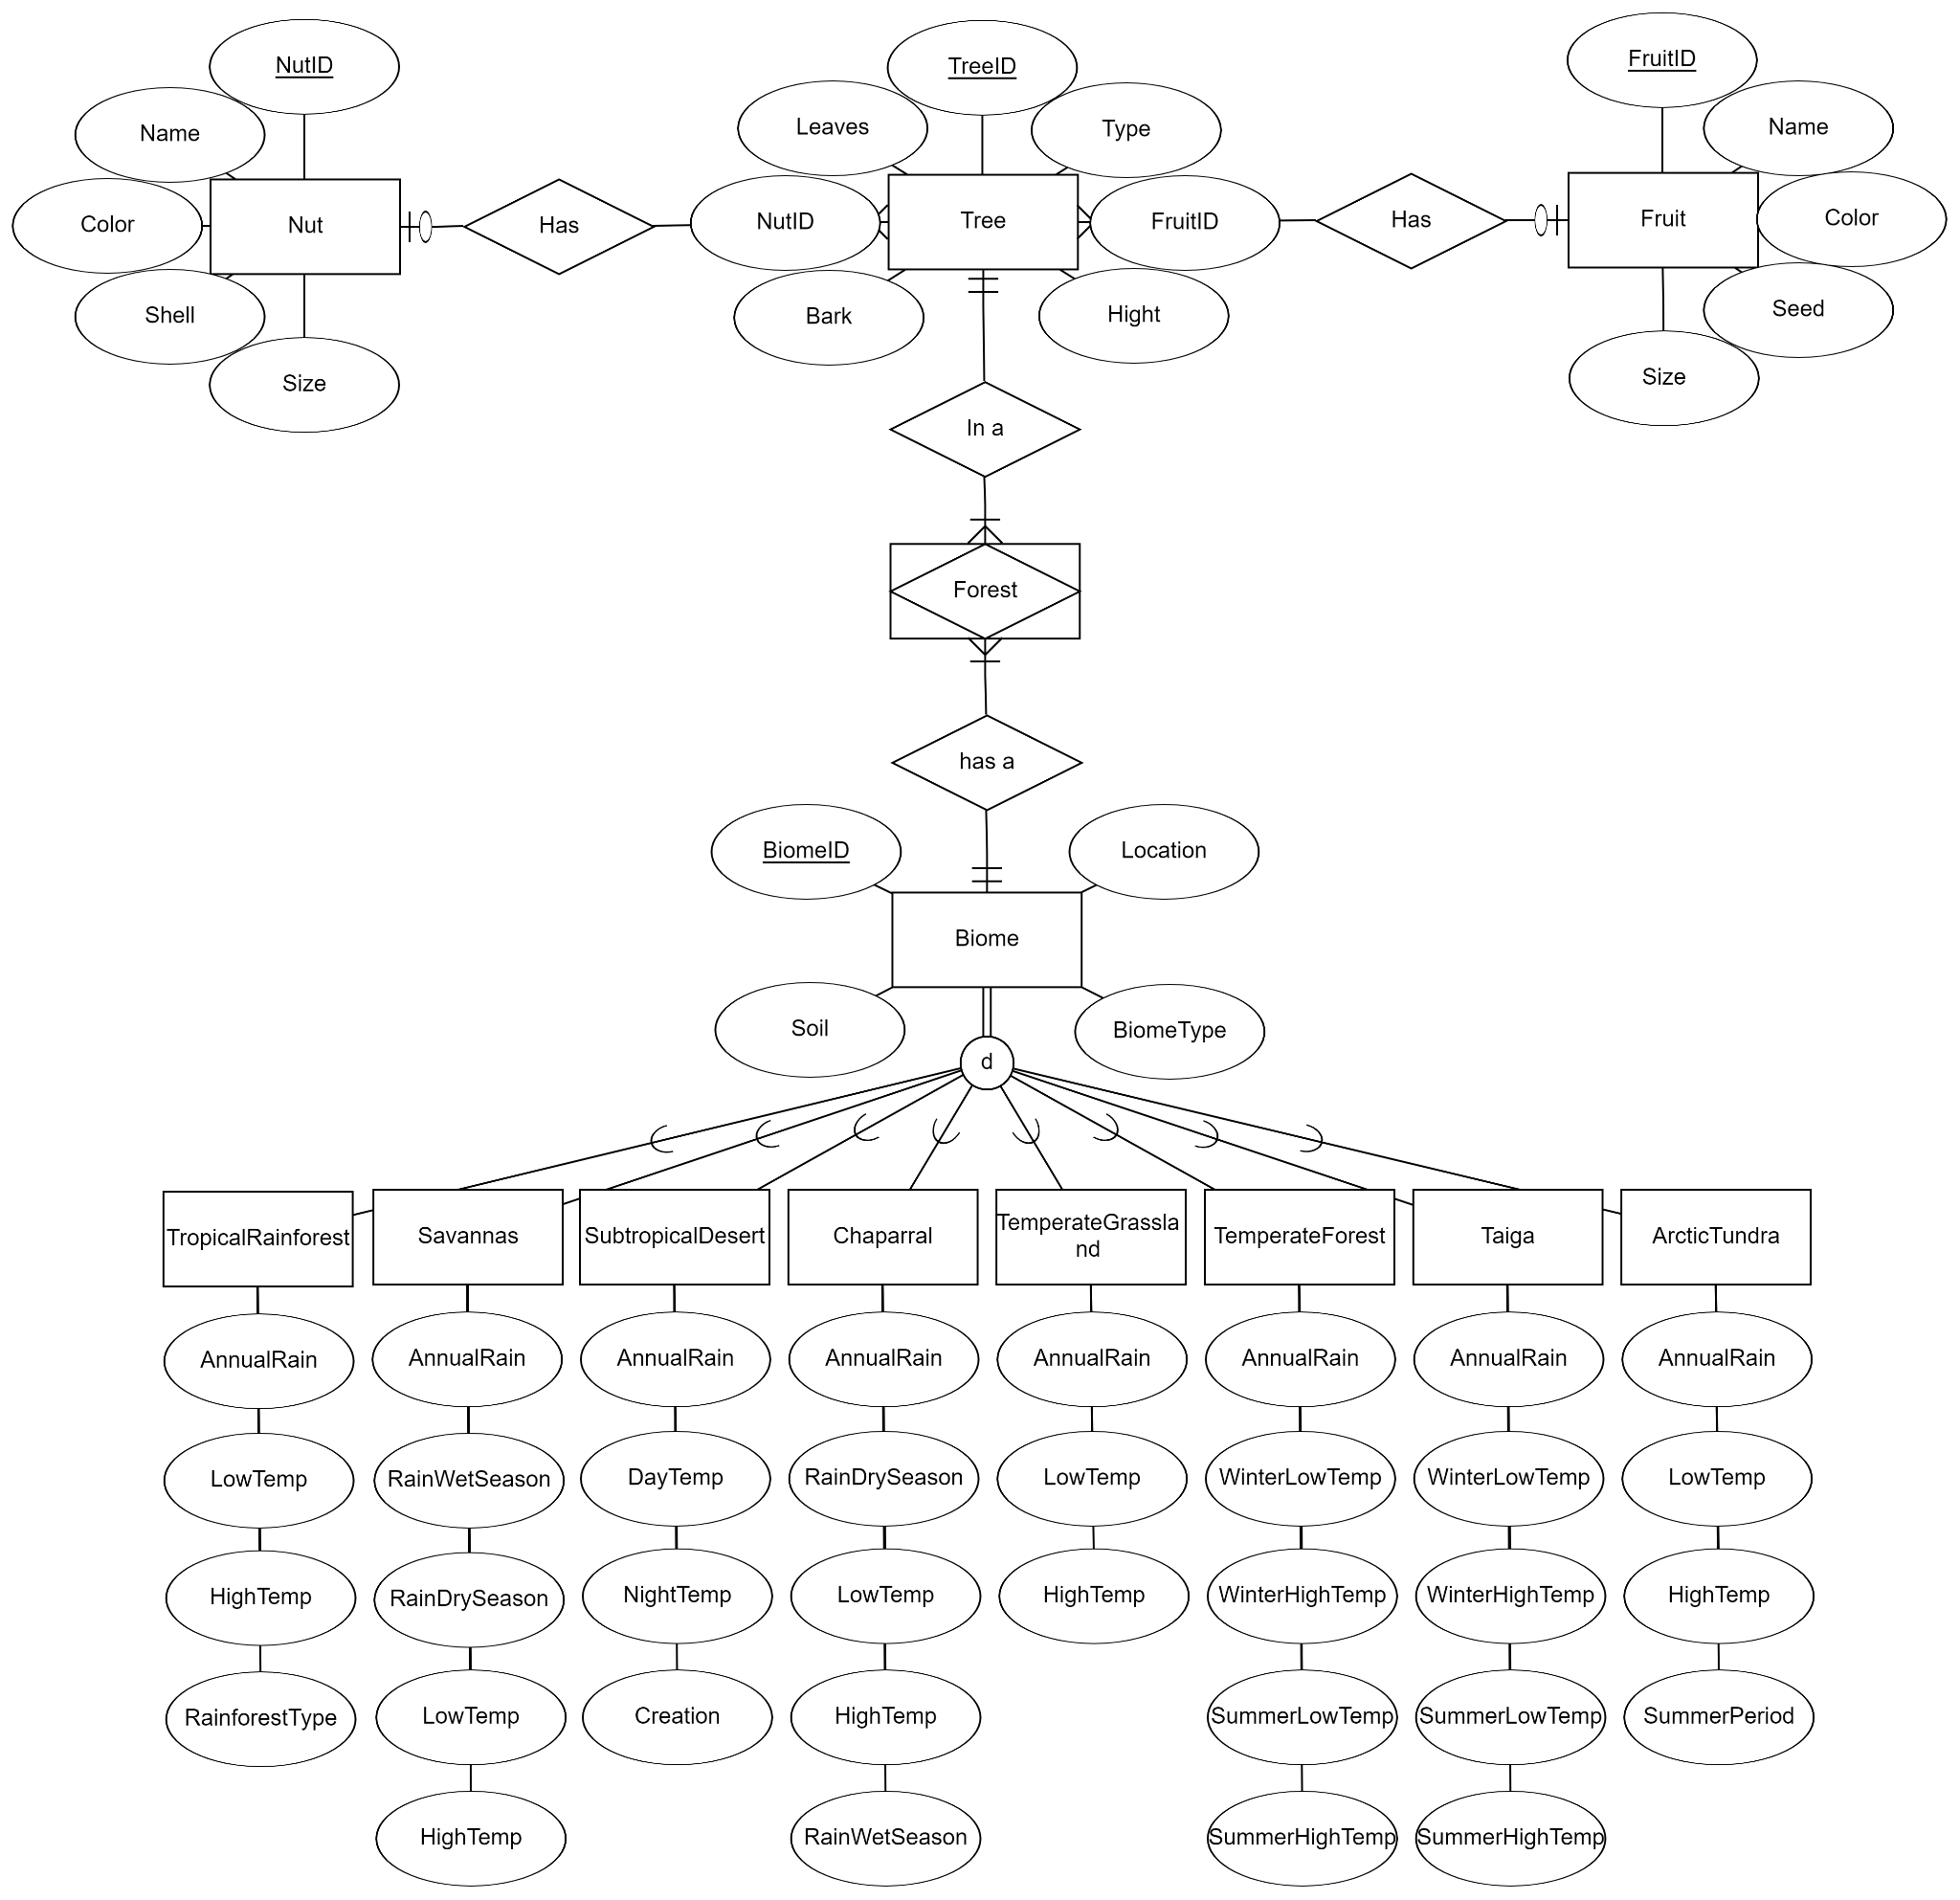 NutID
Name
Color
Shell
Size
Nut
Has
TreeID
Leaves
Type
NutID
Tree
FruitID
Bark
Hight
Has
FruitID
Name
Fruit
Color
Seed
Size
In a
Forest
has a
BiomeID
Location
Biome
Soil
BiomeType
d
TropicalRainforest
AnnualRain
LowTemp
HighTemp
RainforestType
Savannas
AnnualRain
RainWetSeason
RainDrySeason
LowTemp
HighTemp
SubtropicalDesert
AnnualRain
DayTemp
NightTemp
Creation
Chaparral
AnnualRain
RainDrySeason
LowTemp
HighTemp
RainWetSeason
TemperateGrassla
nd
AnnualRain
LowTemp
HighTemp
TemperateForest
AnnualRain
WinterLowTemp
WinterHighTemp
SummerLowTemp
SummerHighTemp
Taiga
AnnualRain
WinterLowTemp
WinterHighTemp
SummerLowTemp
SummerHighTemp
ArcticTundra
AnnualRain
LowTemp
HighTemp
SummerPeriod